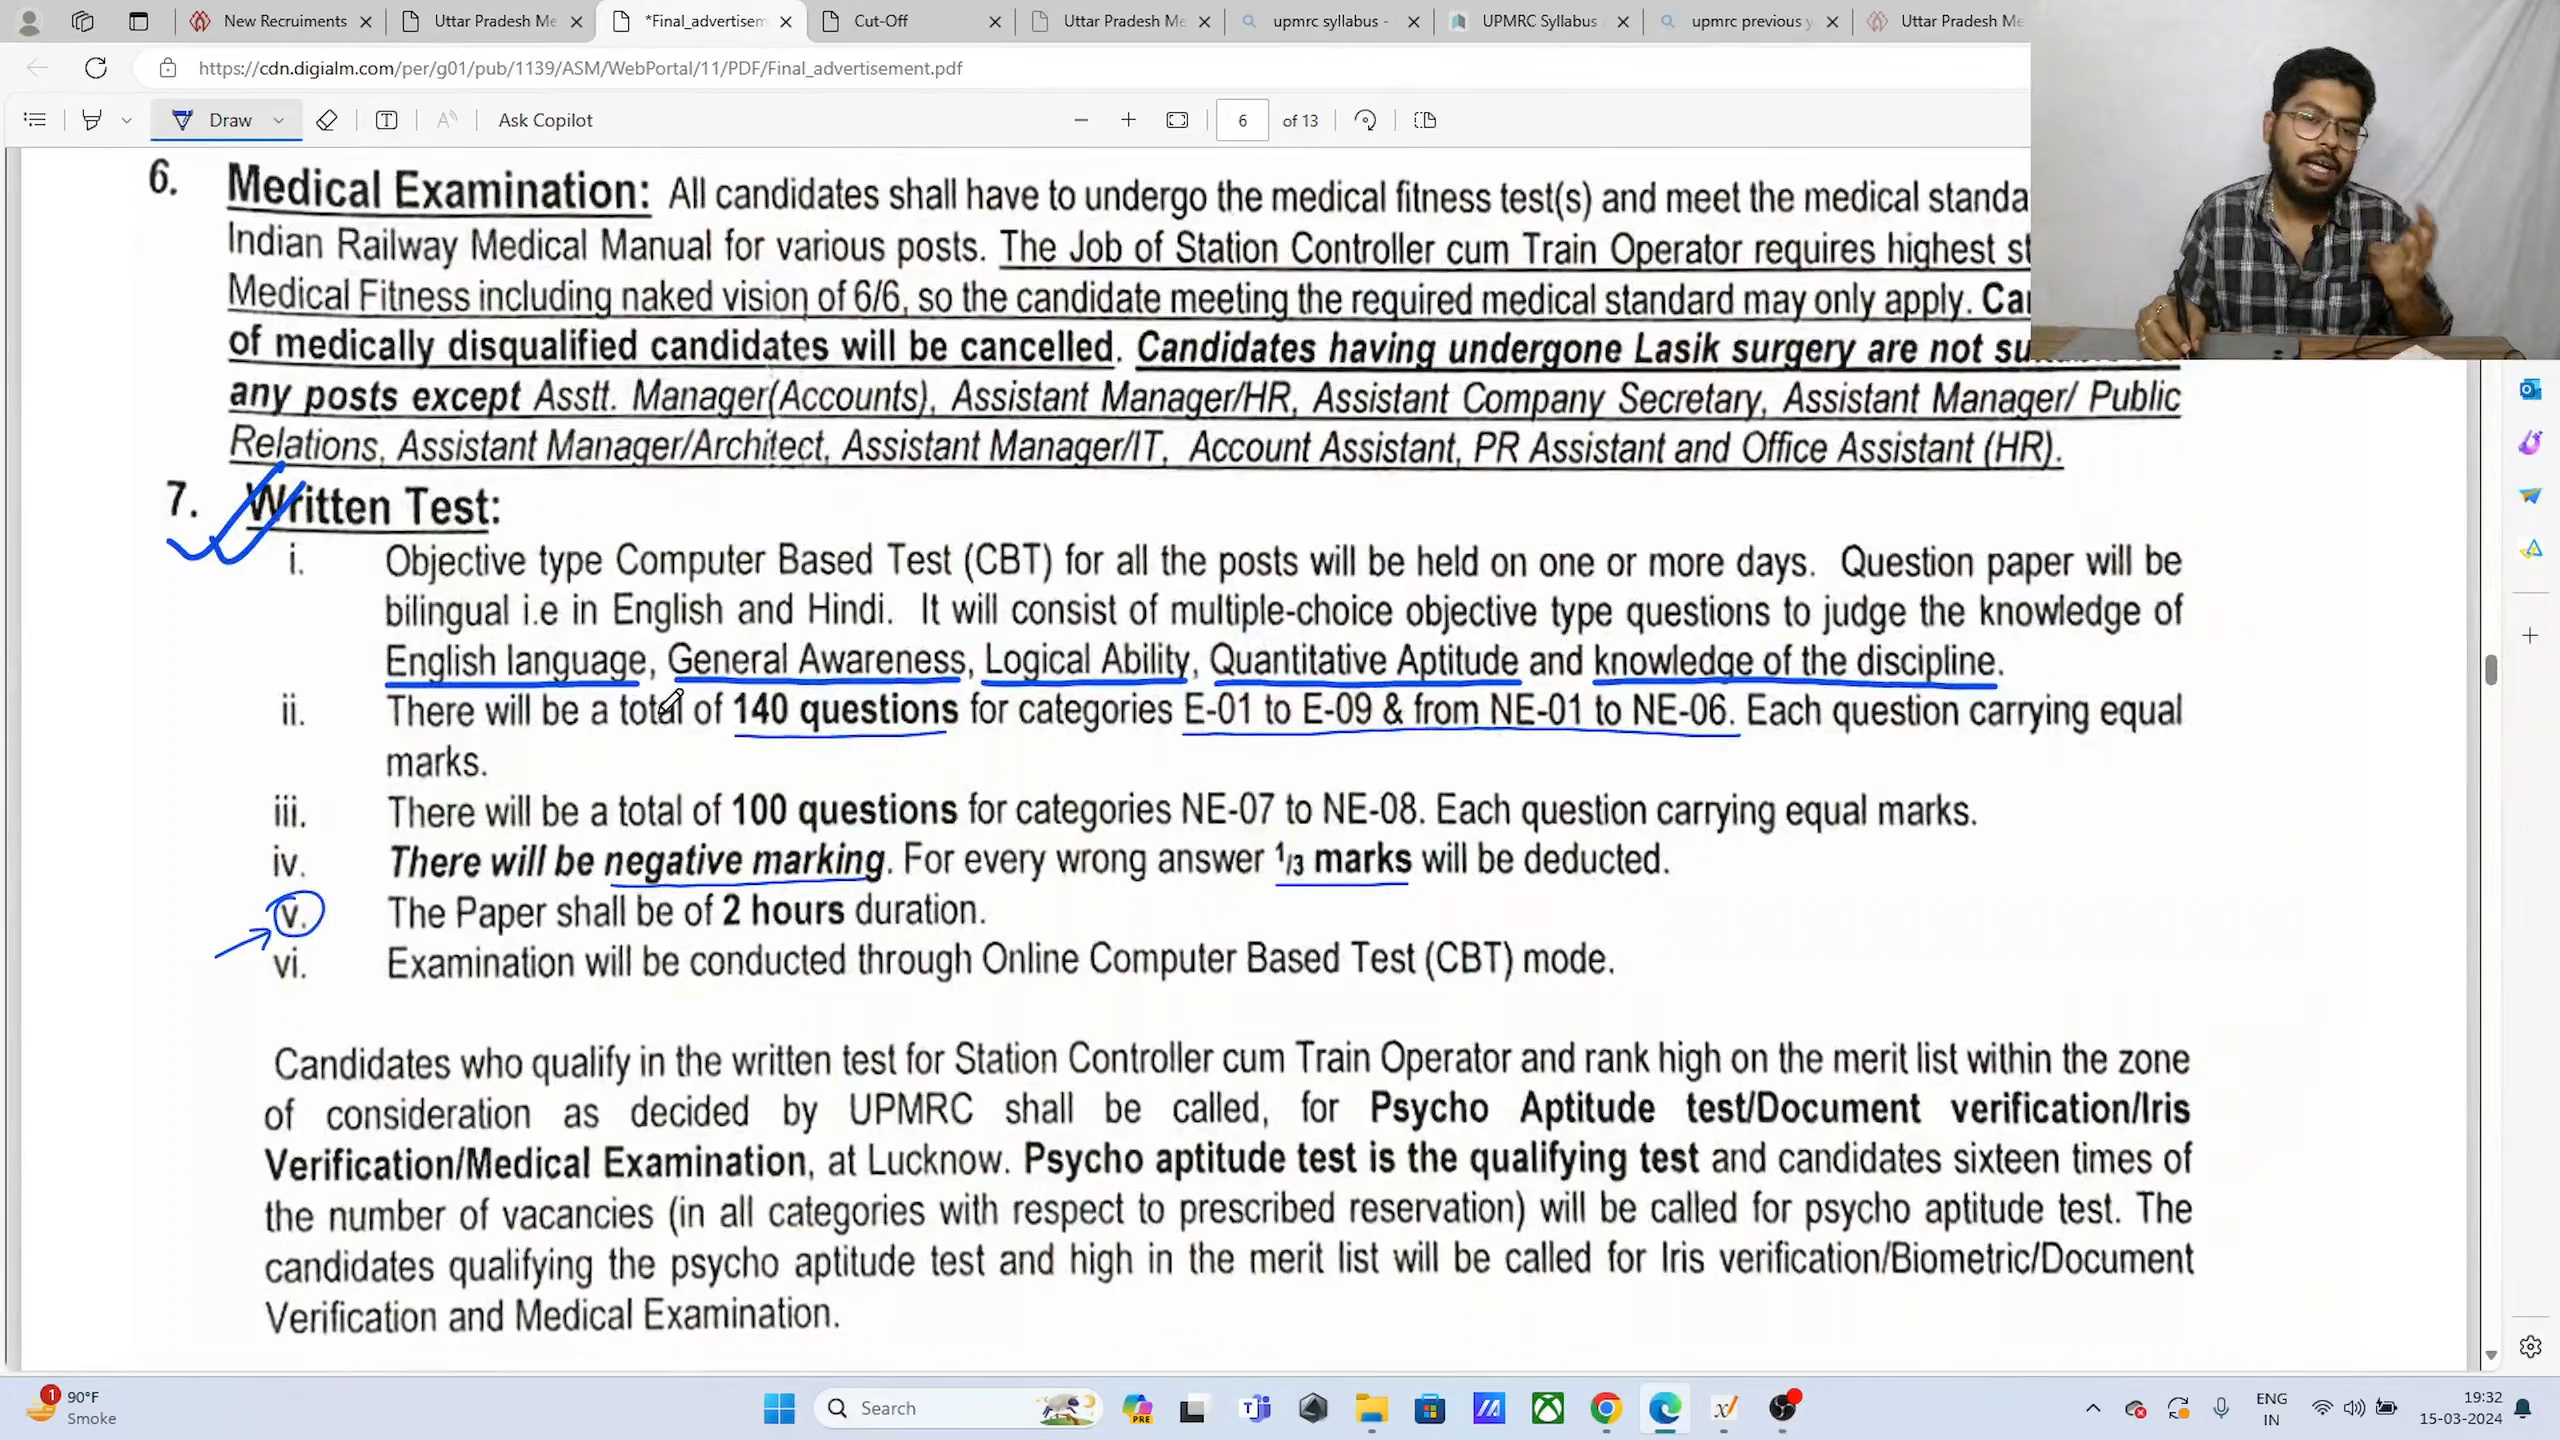 New Recruiments
Uttar Pradesh Me
*Final_advertisem
Cut-Off
Uttar Pradesh Me
upmrc syllabus -
UPMRC Syllabus
upmrc previous y
Uttar Pradesh Me
https://cdn.digialm.com/per/g01/pub/1139/ASM/WebPortal/11/PDF/Final_advertisement.pdf
Draw
Ask Copilot
6 of 13
6. Medical Examination: All candidates shall have to undergo the medical fitness test(s) and meet the medical standa
Indian Railway Medical Manual for various posts. The Job of Station Controller cum Train Operator requires highest st
Medical Fitness including naked vision of 6/6, so the candidate meeting the required medical standard may only apply. Can
of medically disqualified candidates will be cancelled. Candidates having undergone Lasik surgery are not su
any posts except Asstt. Manager(Accounts), Assistant Manager/HR, Assistant Company Secretary, Assistant Manager/ Public
Relations, Assistant Manager/Architect, Assistant Manager/IT, Account Assistant, PR Assistant and Office Assistant (HR).
7. Written Test:
i. Objective type Computer Based Test (CBT) for all the posts will be held on one or more days. Question paper will be
bilingual i.e in English and Hindi. It will consist of multiple-choice objective type questions to judge the knowledge of
English language, General Awareness, Logical Ability, Quantitative Aptitude and knowledge of the discipline.
ii. There will be a total of 140 questions for categories E-01 to E-09 & from NE-01 to NE-06. Each question carrying equal
marks.
iii. There will be a total of 100 questions for categories NE-07 to NE-08. Each question carrying equal marks.
iv. There will be negative marking. For every wrong answer 1/3 marks will be deducted.
v. The Paper shall be of 2 hours duration.
vi. Examination will be conducted through Online Computer Based Test (CBT) mode.
Candidates who qualify in the written test for Station Controller cum Train Operator and rank high on the merit list within the zone
of consideration as decided by UPMRC shall be called, for Psycho Aptitude test/Document verification/Iris
Verification/Medical Examination, at Lucknow. Psycho aptitude test is the qualifying test and candidates sixteen times of
the number of vacancies (in all categories with respect to prescribed reservation) will be called for psycho aptitude test. The
candidates qualifying the psycho aptitude test and high in the merit list will be called for Iris verification/Biometric/Document
Verification and Medical Examination.
1
90°F
Smoke
Search
PRE
ENG
IN
19:32
15-03-2024